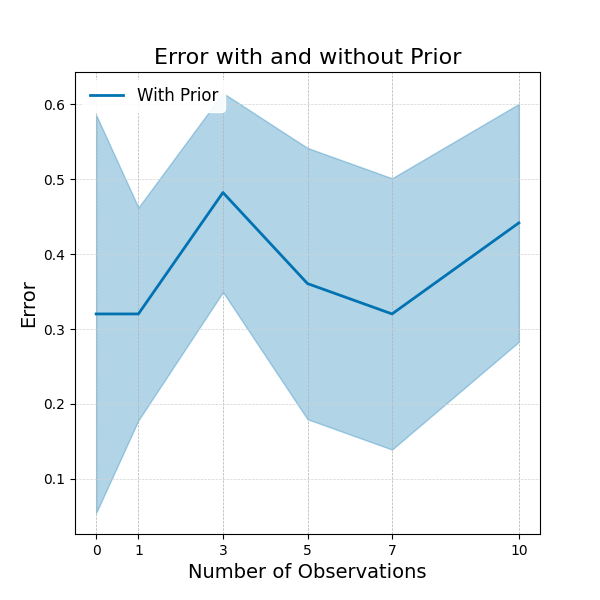 Error with and without Prior
With Prior
Error
0.6
0.5
0.4
0.3
0.2
0.1
0 1 3 5 7 10
Number of Observations